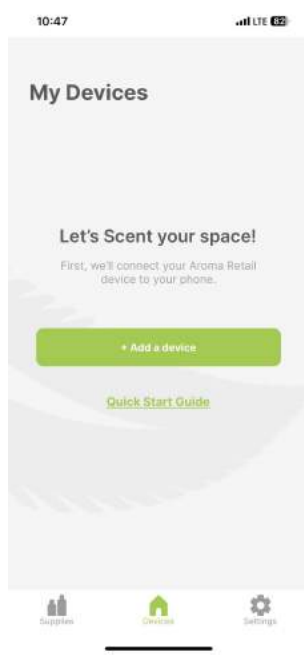 10:47
LTE 82
My Devices
Let's Scent your space!
First, we'll connect your Aroma Retail
device to your phone.
+ Add a device
Quick Start Guide
Supplies
Devices
Settings